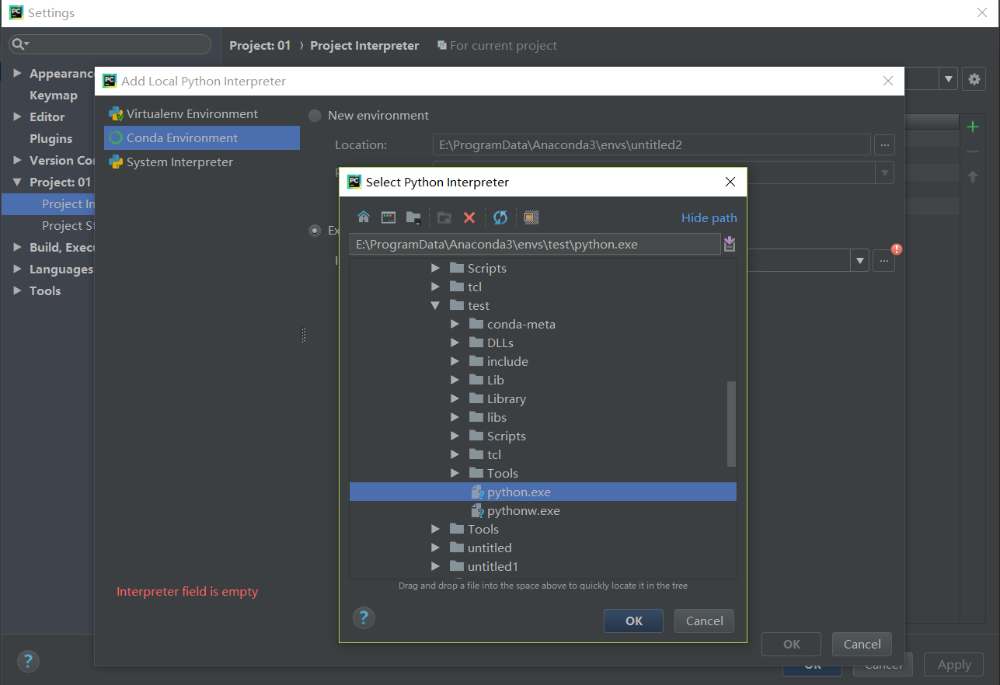 Settings
Project: 01 › Project Interpreter For current project
Appearanc
Keymap
Editor
Plugins
Version Co
Project: 01
Project In
Project St
Build, Exec
Languages
Tools
Add Local Python Interpreter
Virtualenv Environment
Conda Environment
System Interpreter
New environment
Location: E:\ProgramData\Anaconda3\envs\untitled2
Ex
Interpreter field is empty
OK Cancel
Select Python Interpreter
Hide path
E:\ProgramData\Anaconda3\envs\test\python.exe
Scripts
tcl
test
conda-meta
DLLs
include
Lib
Library
libs
Scripts
tcl
Tools
python.exe
pythonw.exe
Tools
untitled
untitled1
Drag and drop a file into the space above to quickly locate it in the tree
OK Cancel
OK Cancel Apply